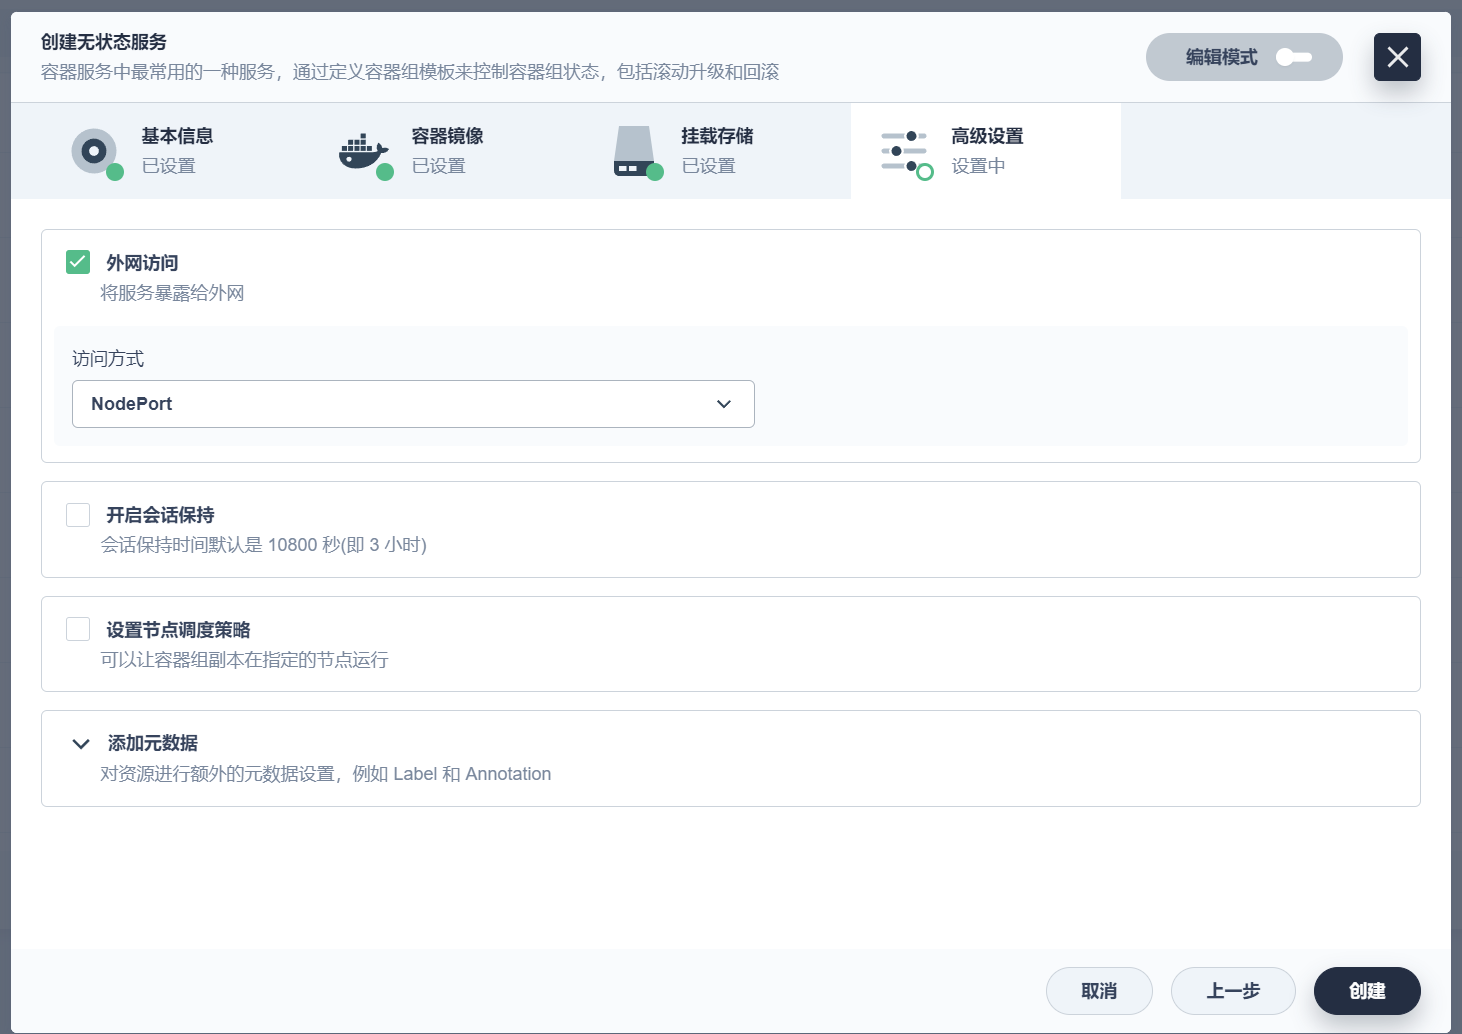 创建无状态服务
容器服务中最常用的一种服务，通过定义容器组模板来控制容器组状态，包括滚动升级和回滚
编辑模式
基本信息
已设置
容器镜像
已设置
挂载存储
已设置
高级设置
设置中
外网访问
将服务暴露给外网
访问方式
NodePort
开启会话保持
会话保持时间默认是 10800 秒(即 3 小时)
设置节点调度策略
可以让容器组副本在指定的节点运行
添加元数据
对资源进行额外的元数据设置，例如 Label 和 Annotation
取消
上一步
创建